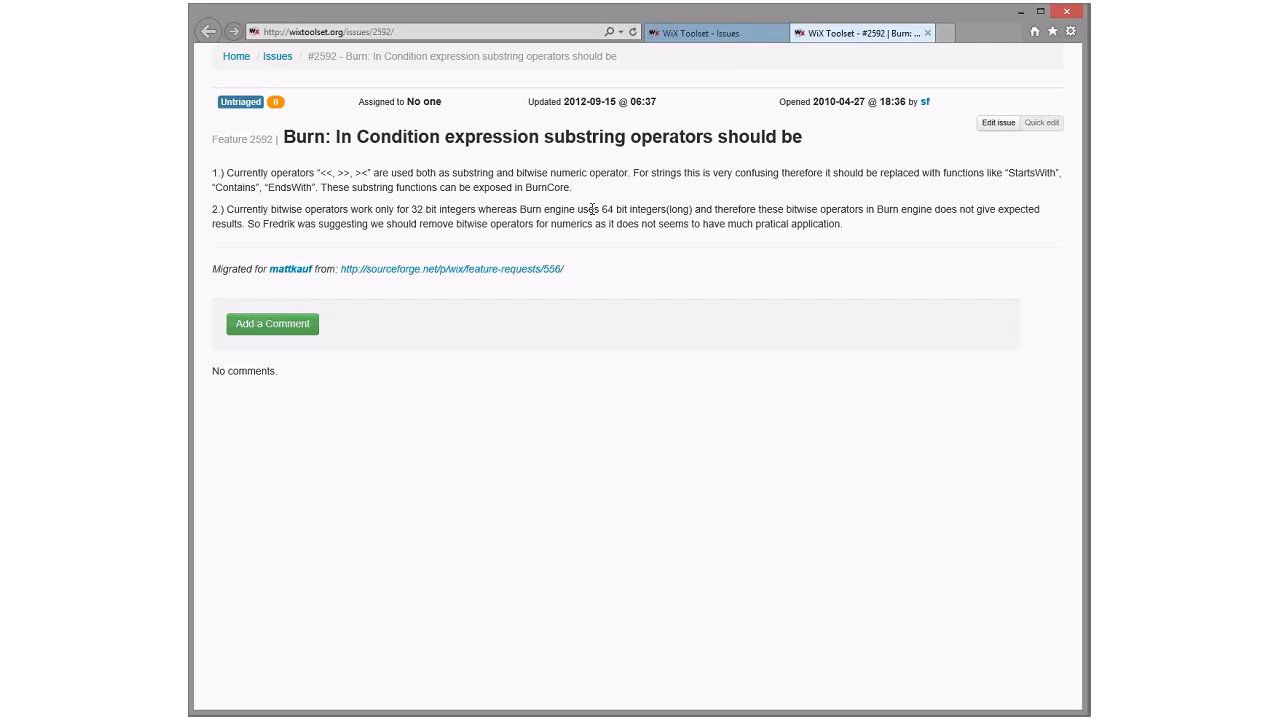 http://wixtoolset.org/issues/2592/
WiX Toolset - Issues
WiX Toolset - #2592 | Burn: ...
Home / Issues / #2592 - Burn: In Condition expression substring operators should be
Untriaged 0 Assigned to No one Updated 2012-09-15 @ 06:37 Opened 2010-04-27 @ 18:36 by sf
Edit issue Quick edit
Feature 2592 | Burn: In Condition expression substring operators should be
1.) Currently operators “<<, >>, ><” are used both as substring and bitwise numeric operator. For strings this is very confusing therefore it should be replaced with functions like “StartsWith”,
“Contains”, “EndsWith”. These substring functions can be exposed in BurnCore.
2.) Currently bitwise operators work only for 32 bit integers whereas Burn engine uses 64 bit integers(long) and therefore these bitwise operators in Burn engine does not give expected
results. So Fredrik was suggesting we should remove bitwise operators for numerics as it does not seems to have much pratical application.
Migrated for mattkauf from: http://sourceforge.net/p/wix/feature-requests/556/
Add a Comment
No comments.